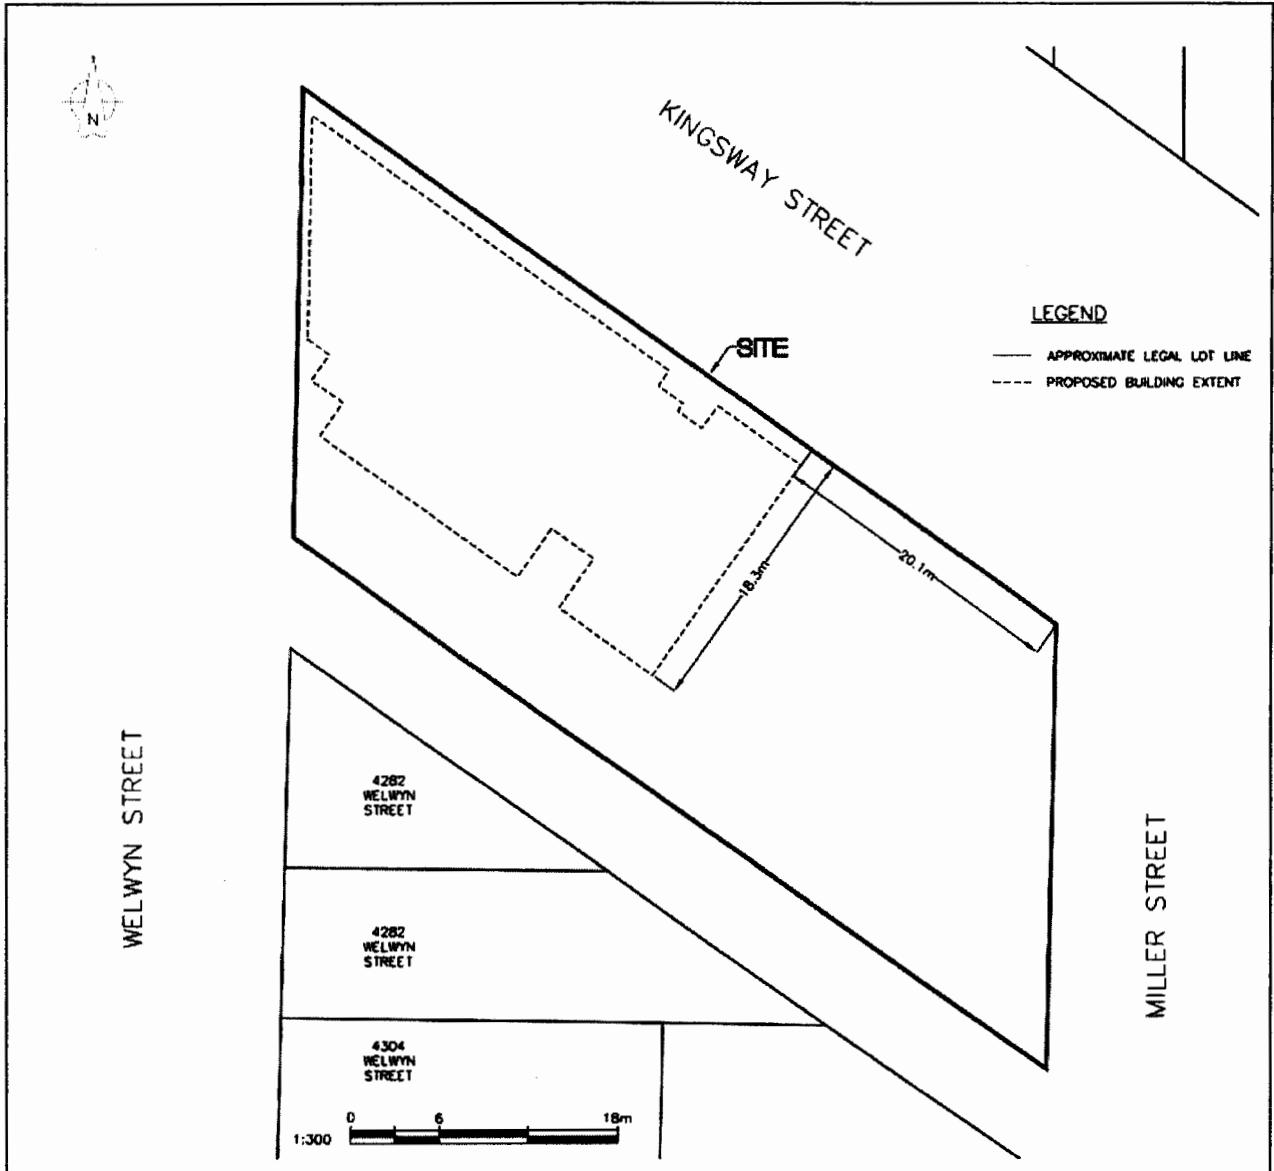 N
KINGSWAY STREET
SITE
LEGEND
APPROXIMATE LEGAL LOT LINE
PROPOSED BUILDING EXTENT
20.1m
18.3m
WELWYN STREET
4282
WELWYN
STREET
4282
WELWYN
STREET
MILLER STREET
4304
WELWYN
STREET
1:300
0 6 18m